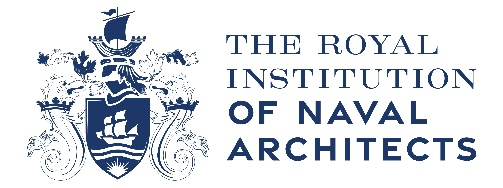 THE ROYAL
INSTITUTION
OF NAVAL
ARCHITECTS